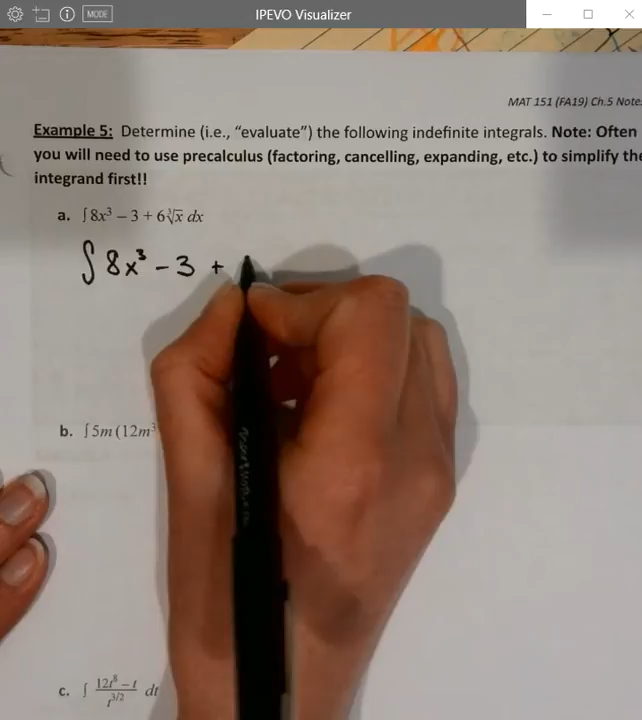 MODE
IPEVO Visualizer
MAT 151 (FA19) Ch.5 Note
Example 5: Determine (i.e., “evaluate”) the following indefinite integrals. Note: Often
you will need to use precalculus (factoring, cancelling, expanding, etc.) to simplify the
integrand first!!
a. ∫ 8x³ – 3 + 6∛x dx
∫ 8x³ – 3 +
b. ∫ 5m (12m³
c. ∫ (12t⁸ – t)/(t^(3/2)) dt